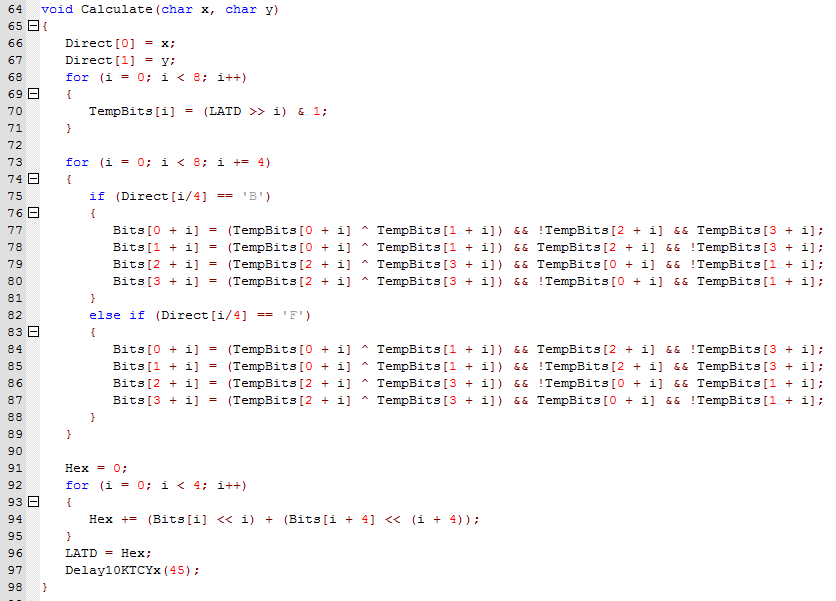 64 void Calculate(char x, char y)
65 {
66 Direct[0] = x;
67 Direct[1] = y;
68 for (i = 0; i < 8; i++)
69 {
70 TempBits[i] = (LATD >> i) & 1;
71 }
72
73 for (i = 0; i < 8; i += 4)
74 {
75 if (Direct[i/4] == 'B')
76 {
77 Bits[0 + i] = (TempBits[0 + i] ^ TempBits[1 + i]) && !TempBits[2 + i] && TempBits[3 + i];
78 Bits[1 + i] = (TempBits[0 + i] ^ TempBits[1 + i]) && TempBits[2 + i] && !TempBits[3 + i];
79 Bits[2 + i] = (TempBits[2 + i] ^ TempBits[3 + i]) && TempBits[0 + i] && !TempBits[1 + i];
80 Bits[3 + i] = (TempBits[2 + i] ^ TempBits[3 + i]) && !TempBits[0 + i] && TempBits[1 + i];
81 }
82 else if (Direct[i/4] == 'F')
83 {
84 Bits[0 + i] = (TempBits[0 + i] ^ TempBits[1 + i]) && TempBits[2 + i] && !TempBits[3 + i];
85 Bits[1 + i] = (TempBits[0 + i] ^ TempBits[1 + i]) && !TempBits[2 + i] && TempBits[3 + i];
86 Bits[2 + i] = (TempBits[2 + i] ^ TempBits[3 + i]) && !TempBits[0 + i] && TempBits[1 + i];
87 Bits[3 + i] = (TempBits[2 + i] ^ TempBits[3 + i]) && TempBits[0 + i] && !TempBits[1 + i];
88 }
89 }
90
91 Hex = 0;
92 for (i = 0; i < 4; i++)
93 {
94 Hex += (Bits[i] << i) + (Bits[i + 4] << (i + 4));
95 }
96 LATD = Hex;
97 Delay10KTCYx(45);
98 }